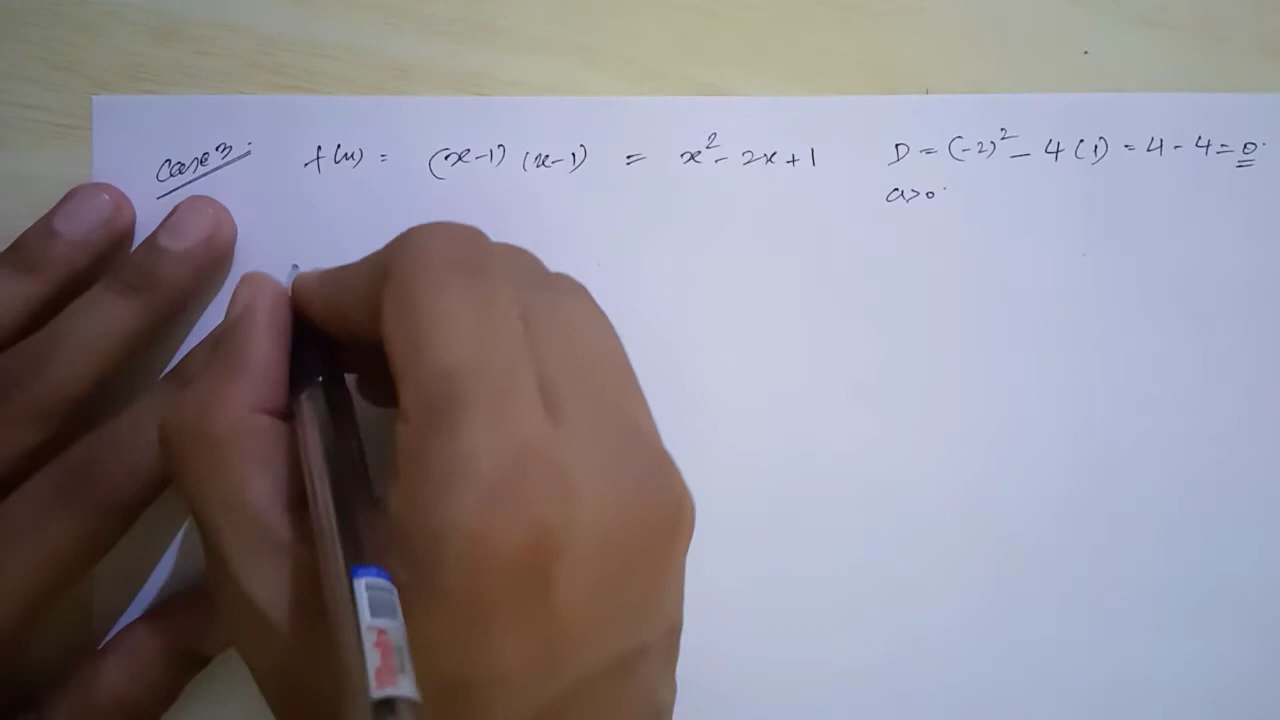 Case 3: f(x) = (x-1) (x-1) = x² - 2x + 1 D = (-2)² - 4 (1) = 4 - 4 = 0.
a>0.